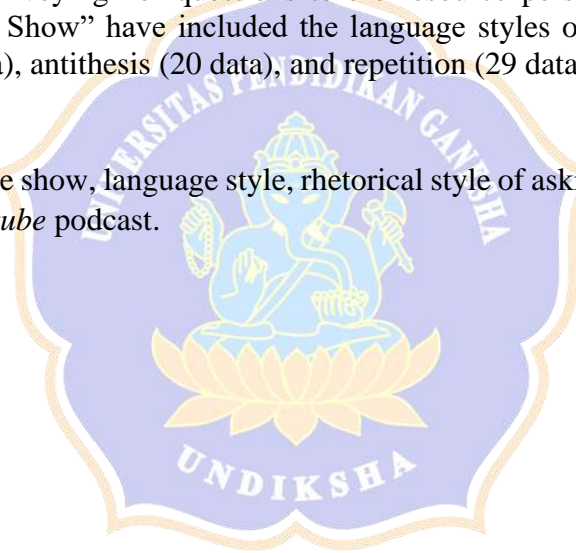 Show” have included the language styles o
), antithesis (20 data), and repetition (29 data
UNIVERSITAS PENDIDIKAN GANESHA
e show, language style, rhetorical style of aski
tube podcast.
UNDIKSHA